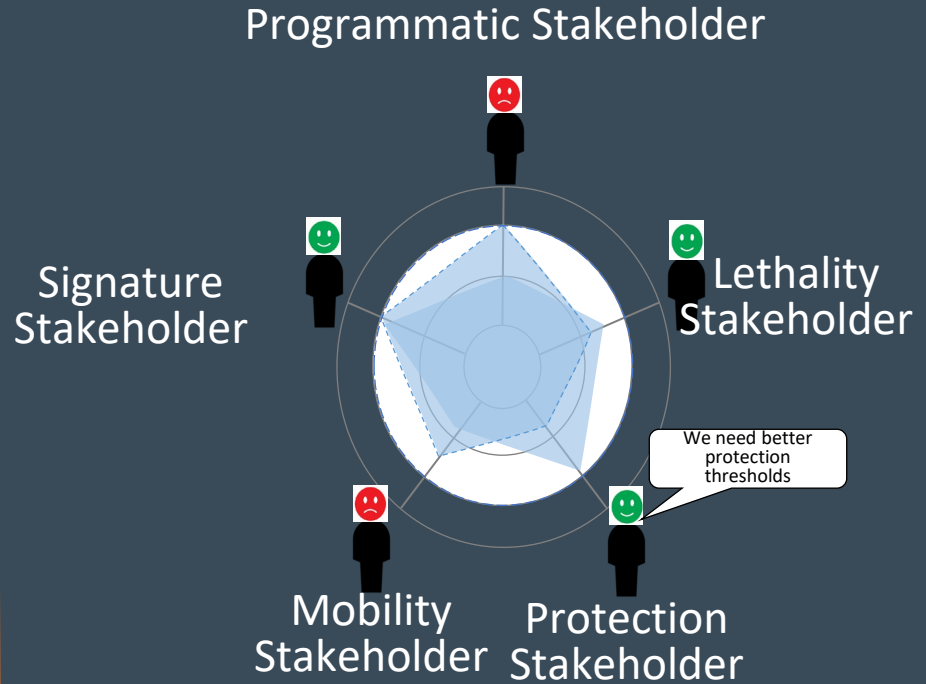 Programmatic Stakeholder
Signature
Stakeholder
Lethality
Stakeholder
We need better
protection
thresholds
Mobility
Stakeholder
Protection
Stakeholder